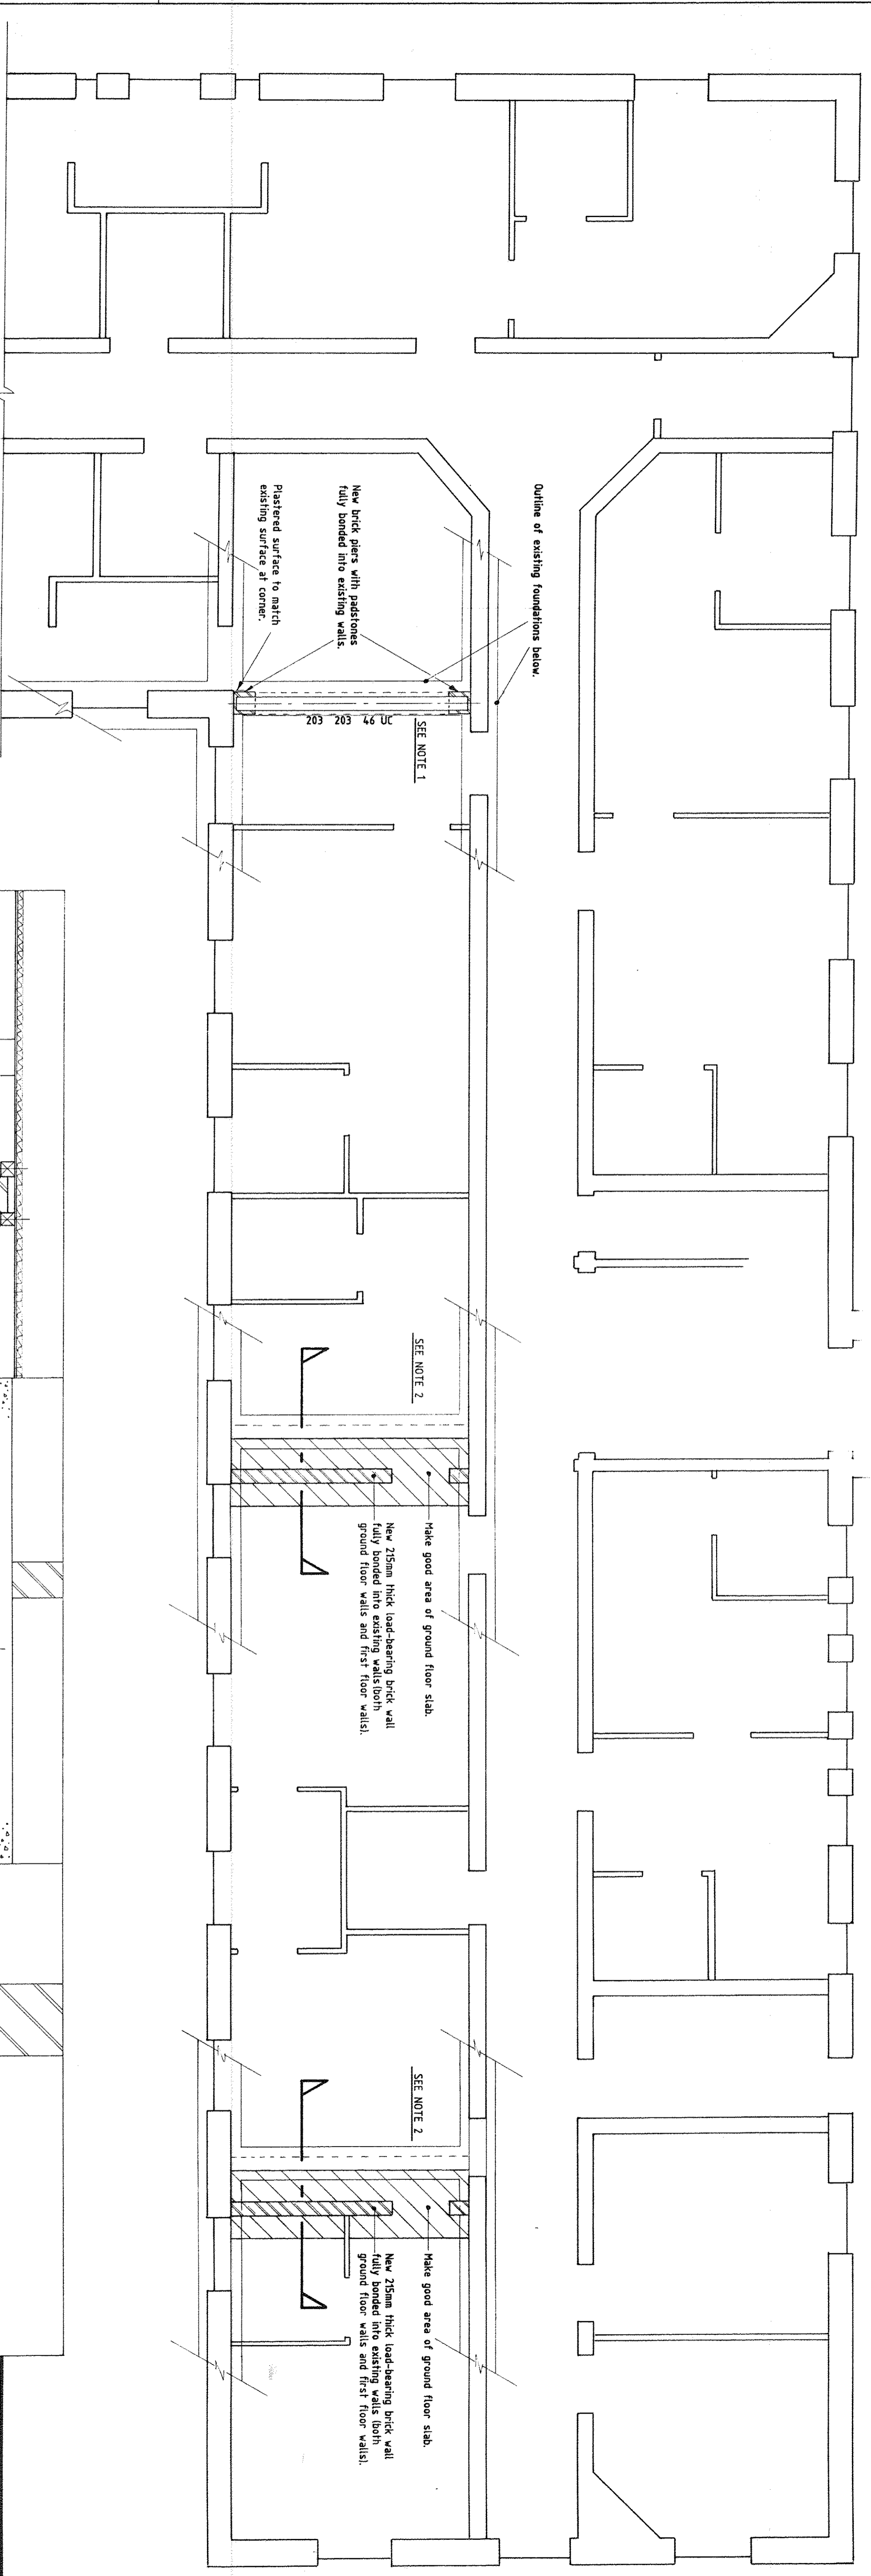 Outline of existing foundations below.
New brick piers with padstones
fully bonded into existing walls.
Plastered surface to match
existing surface at corner.
SEE NOTE 1
203 203 46 UC
SEE NOTE 2
Make good area of ground floor slab.
New 215mm thick load-bearing brick wall
fully bonded into existing walls (both
ground floor walls and first floor walls).
SEE NOTE 2
Make good area of ground floor slab.
New 215mm thick load-bearing brick wall
fully bonded into existing walls (both
ground floor walls and first floor walls).